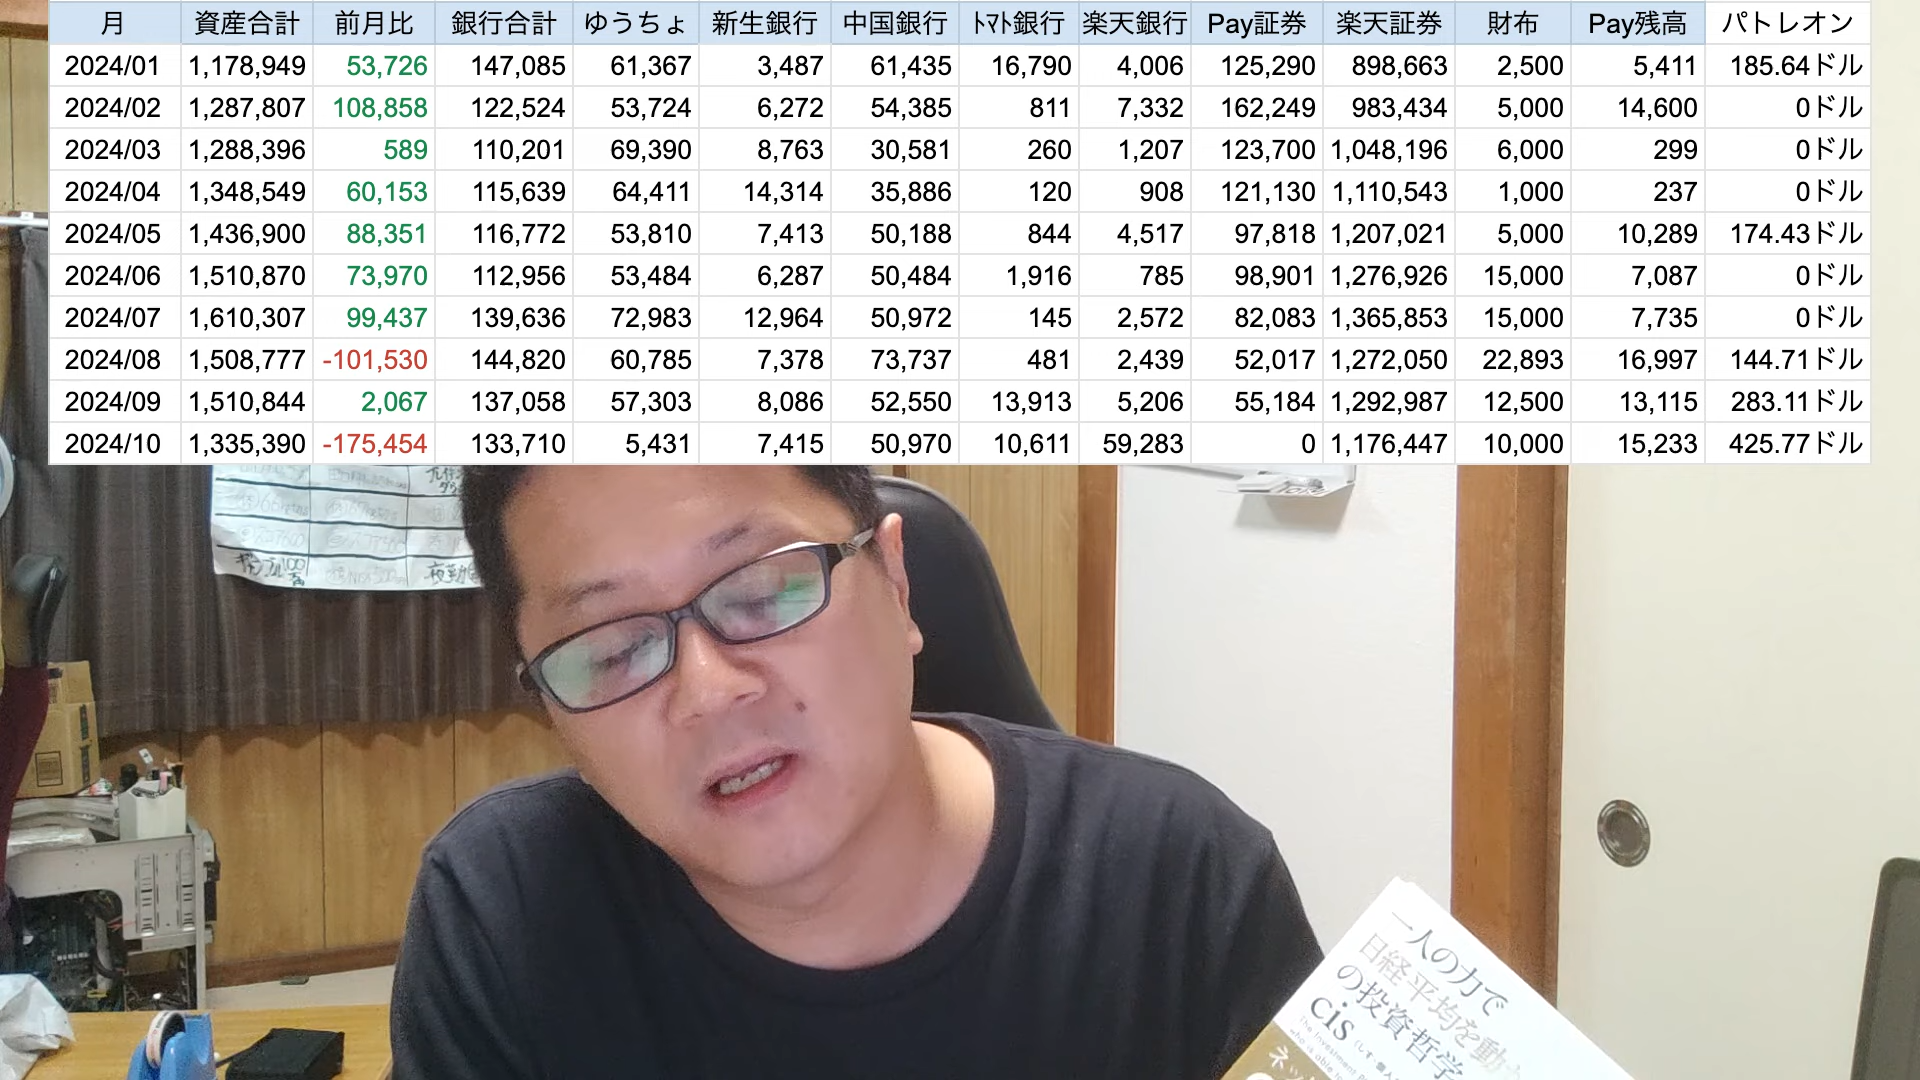 月 資産合計 前月比 銀行合計 ゆうちょ 新生銀行 中国銀行 ﾄﾏﾄ銀行 楽天銀行 Pay証券 楽天証券 財布 Pay残高 パトレオン
2024/01 1,178,949 53,726 147,085 61,367 3,487 61,435 16,790 4,006 125,290 898,663 2,500 5,411 185.64ドル
2024/02 1,287,807 108,858 122,524 53,724 6,272 54,385 811 7,332 162,249 983,434 5,000 14,600 0ドル
2024/03 1,288,396 589 110,201 69,390 8,763 30,581 260 1,207 123,700 1,048,196 6,000 299 0ドル
2024/04 1,348,549 60,153 115,639 64,411 14,314 35,886 120 908 121,130 1,110,543 1,000 237 0ドル
2024/05 1,436,900 88,351 116,772 53,810 7,413 50,188 844 4,517 97,818 1,207,021 5,000 10,289 174.43ドル
2024/06 1,510,870 73,970 112,956 53,484 6,287 50,484 1,916 785 98,901 1,276,926 15,000 7,087 0ドル
2024/07 1,610,307 99,437 139,636 72,983 12,964 50,972 145 2,572 82,083 1,365,853 15,000 7,735 0ドル
2024/08 1,508,777 -101,530 144,820 60,785 7,378 73,737 481 2,439 52,017 1,272,050 22,893 16,997 144.71ドル
2024/09 1,510,844 2,067 137,058 57,303 8,086 52,550 13,913 5,206 55,184 1,292,987 12,500 13,115 283.11ドル
2024/10 1,335,390 -175,454 133,710 5,431 7,415 50,970 10,611 59,283 0 1,176,447 10,000 15,233 425.77ドル
一人の力で
日経平均を動
の投資哲学
cis